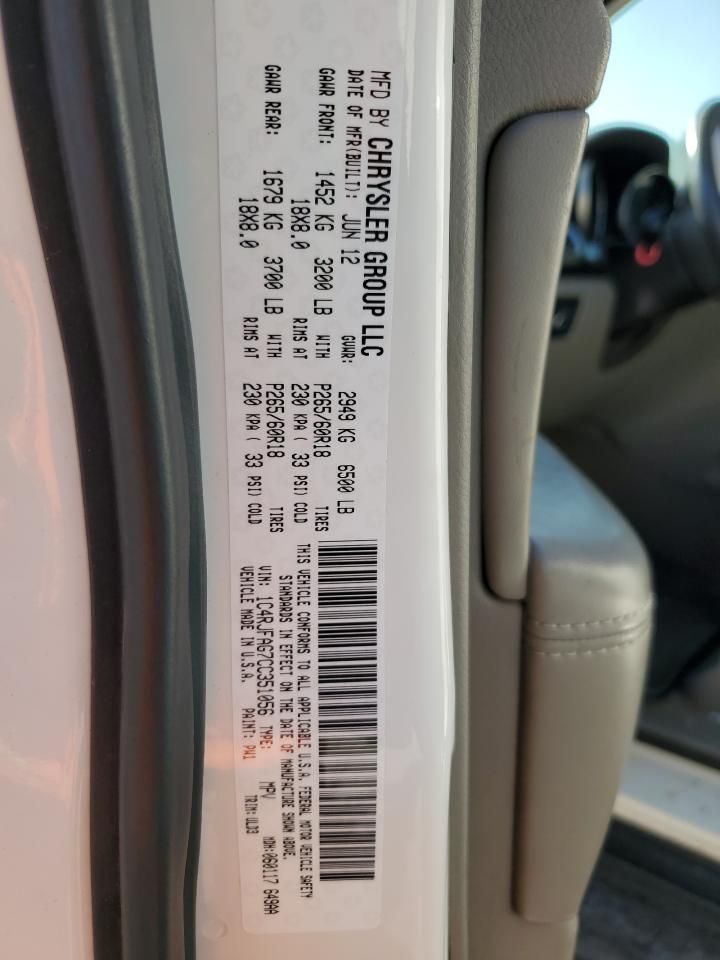 MFD BY CHRYSLER GROUP LLC
DATE OF MFR(BUILT): JUN 12 GVWR: 2949 KG 6500 LB
GAWR FRONT: 1452 KG 3200 LB WITH P265/60R18 TIRES
18X8.0 RIMS AT 230 KPA ( 33 PSI) COLD
GAWR REAR: 1679 KG 3700 LB WITH P265/60R18 TIRES
18X8.0 RIMS AT 230 KPA ( 33 PSI) COLD
THIS VEHICLE CONFORMS TO ALL APPLICABLE U.S.A. FEDERAL MOTOR VEHICLE SAFETY
STANDARDS IN EFFECT ON THE DATE OF MANUFACTURE SHOWN ABOVE.
VIN: 1C4RJFAG7CC351056 TYPE: MPV MDH: 060117 649AA
VEHICLE MADE IN U.S.A. PAINT: PW1 TRIM: ULD3